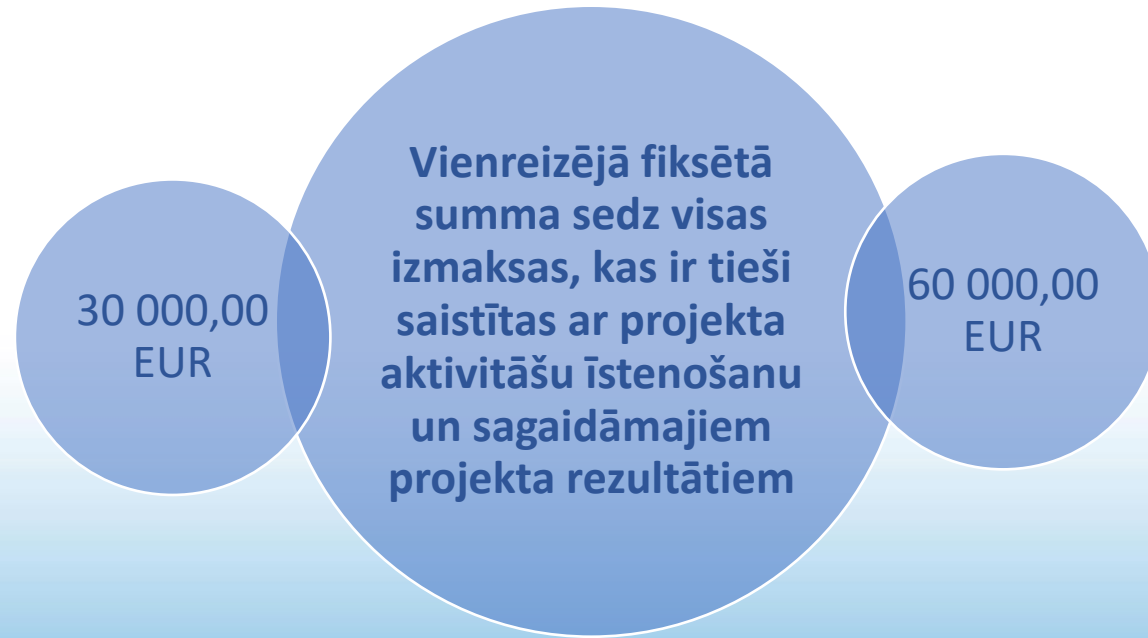 30 000,00
EUR
Vienreizējā fiksētā
summa sedz visas
izmaksas, kas ir tieši
saistītas ar projekta
aktivitāšu īstenošanu
un sagaidāmajiem
projekta rezultātiem
60 000,00
EUR